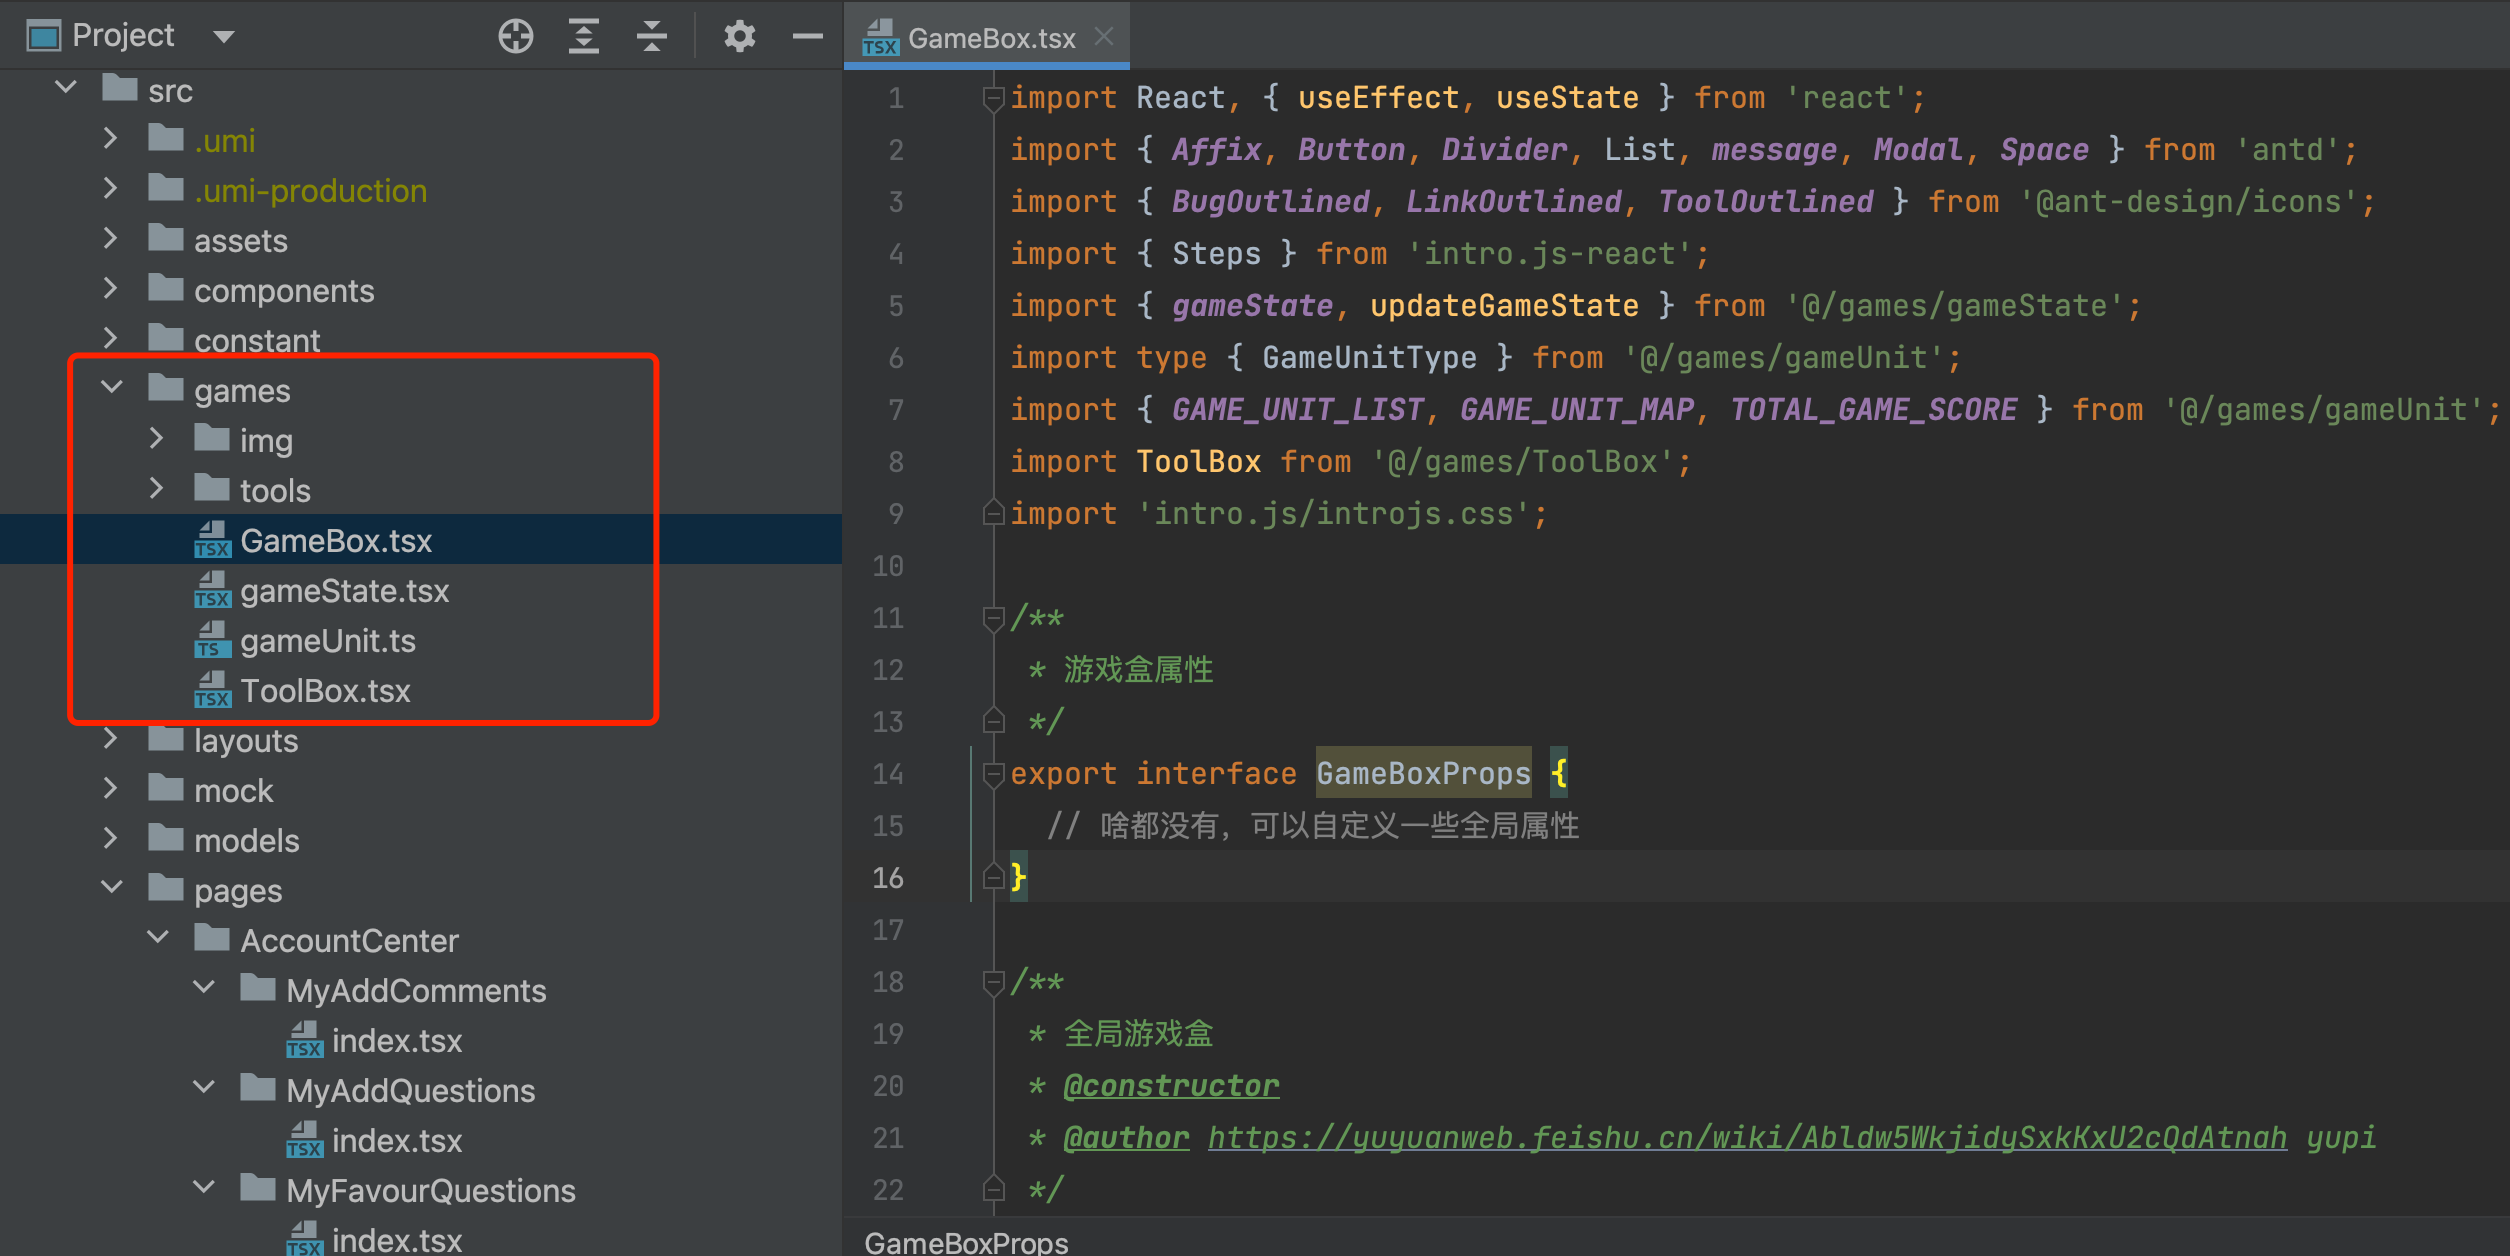 Project
src
.umi
.umi-production
assets
components
constant
games
img
tools
TSX GameBox.tsx
TSX gameState.tsx
TS gameUnit.ts
TSX ToolBox.tsx
layouts
mock
models
pages
AccountCenter
MyAddComments
TSX index.tsx
MyAddQuestions
TSX index.tsx
MyFavourQuestions
TSX index.tsx
TSX GameBox.tsx
1 import React, { useEffect, useState } from 'react';
2 import { Affix, Button, Divider, List, message, Modal, Space } from 'antd';
3 import { BugOutlined, LinkOutlined, ToolOutlined } from '@ant-design/icons';
4 import { Steps } from 'intro.js-react';
5 import { gameState, updateGameState } from '@/games/gameState';
6 import type { GameUnitType } from '@/games/gameUnit';
7 import { GAME_UNIT_LIST, GAME_UNIT_MAP, TOTAL_GAME_SCORE } from '@/games/gameUnit';
8 import ToolBox from '@/games/ToolBox';
9 import 'intro.js/introjs.css';
10
11 /**
12 * 游戏盒属性
13 */
14 export interface GameBoxProps {
15 // 啥都没有，可以自定义一些全局属性
16 }
17
18 /**
19 * 全局游戏盒
20 * @constructor
21 * @author https://yuyuanweb.feishu.cn/wiki/Abldw5WkjidySxkKxU2cQdAtnah yupi
22 */
GameBoxProps